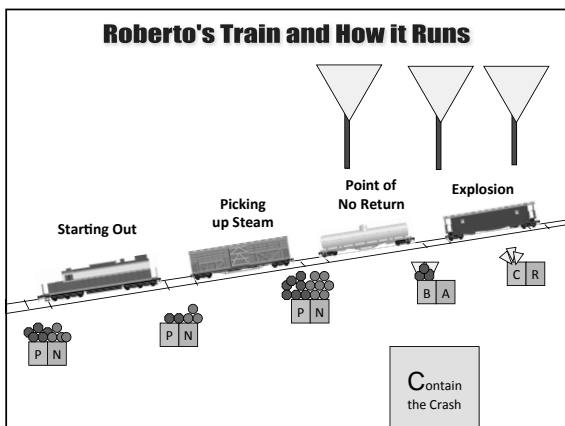 Roberto's Train and How it Runs
Point of
No Return
Explosion
Picking
up Steam
Starting Out
P N
P N
P N
B A
C R
Contain
the Crash